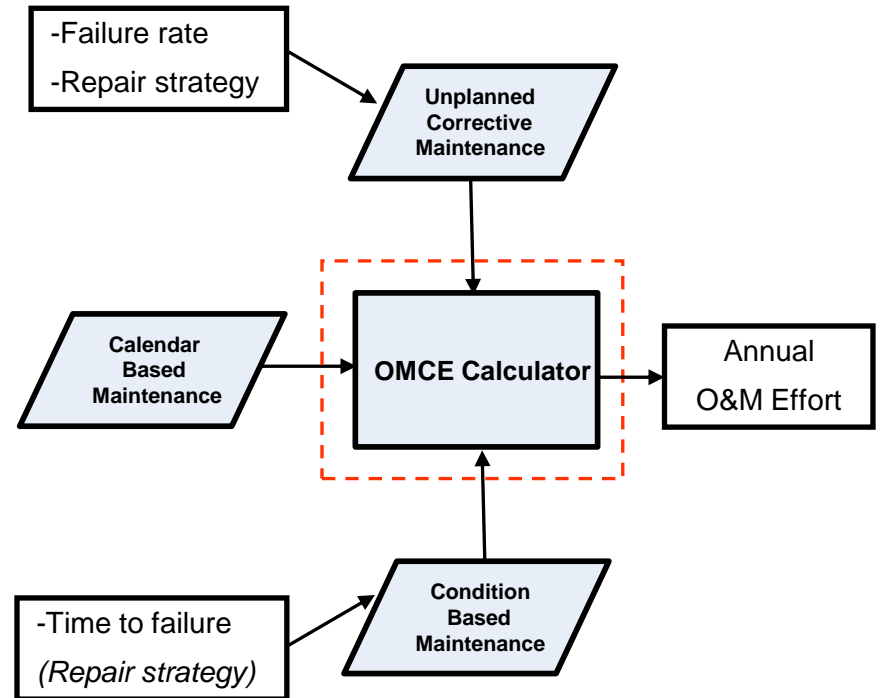 -Failure rate
-Repair strategy
Unplanned
Corrective
Maintenance
Calendar
Based
Maintenance
OMCE Calculator
Annual
O&M Effort
-Time to failure
(Repair strategy)
Condition
Based
Maintenance